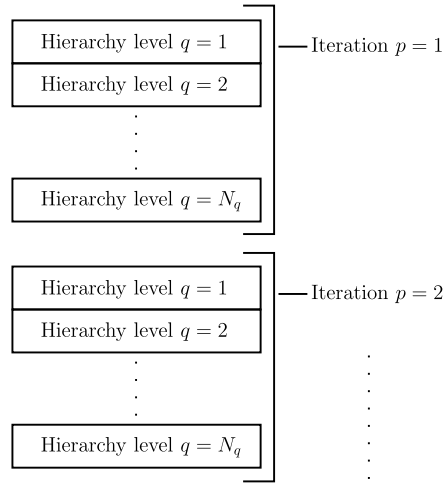 Hierarchy level q = 1
Iteration p = 1
Hierarchy level q = 2
Hierarchy level q = N_q
Hierarchy level q = 1
Iteration p = 2
Hierarchy level q = 2
Hierarchy level q = N_q